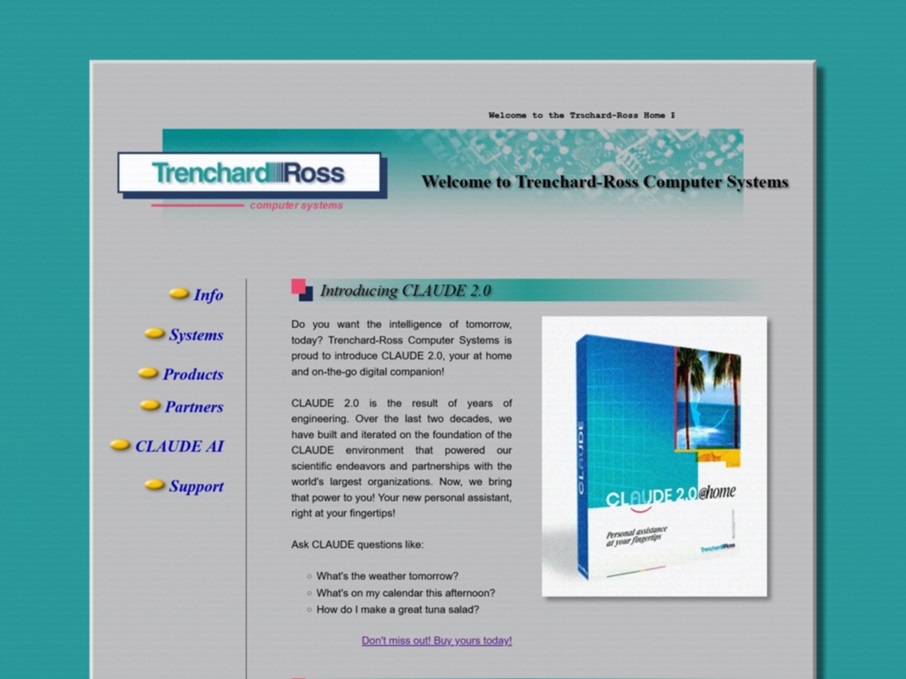 Welcome to the Trnchard-Ross Home
TrenchardRoss
computer systems
Welcome to Trenchard-Ross Computer Systems
Info
Systems
Products
Partners
CLAUDE AI
Support
Introducing CLAUDE 2.0
Do you want the intelligence of tomorrow,
today? Trenchard-Ross Computer Systems is
proud to introduce CLAUDE 2.0, your at home
and on-the-go digital companion!
CLAUDE 2.0 is the result of years of
engineering. Over the last two decades, we
have built and iterated on the foundation of the
CLAUDE environment that powered our
scientific endeavors and partnerships with the
world's largest organizations. Now, we bring
that power to you! Your new personal assistant,
right at your fingertips!
Ask CLAUDE questions like:
What's the weather tomorrow?
What's on my calendar this afternoon?
How do I make a great tuna salad?
Don't miss out! Buy yours today!
CLAUDE
CLAUDE 2.0@home
Personal assistance
at your fingertips
TrenchardRoss